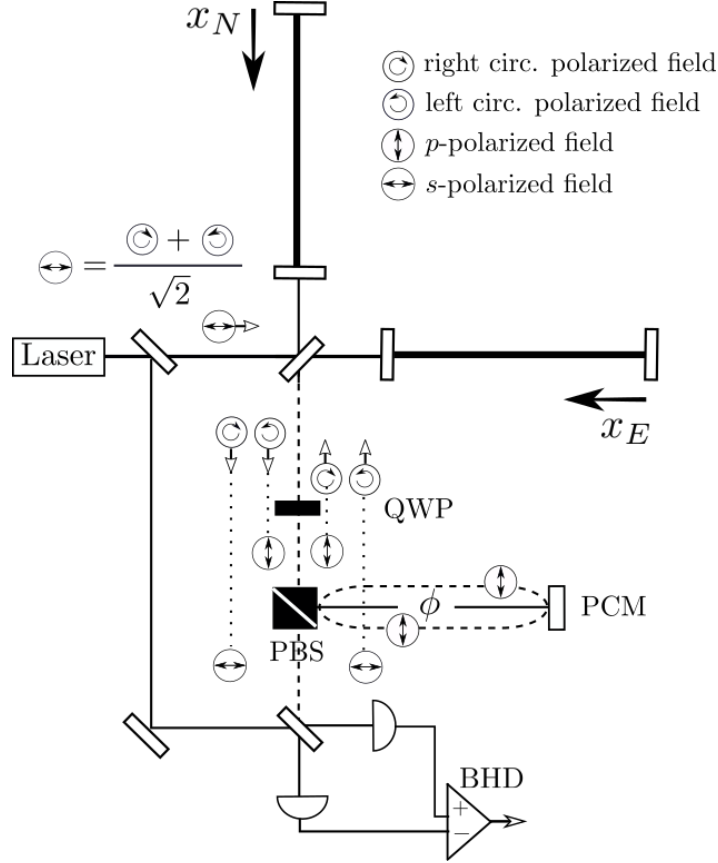 x_N
right circ. polarized field
left circ. polarized field
p-polarized field
s-polarized field
= + / √2
Laser
x_E
QWP
ϕ
PCM
PBS
BHD
+
−